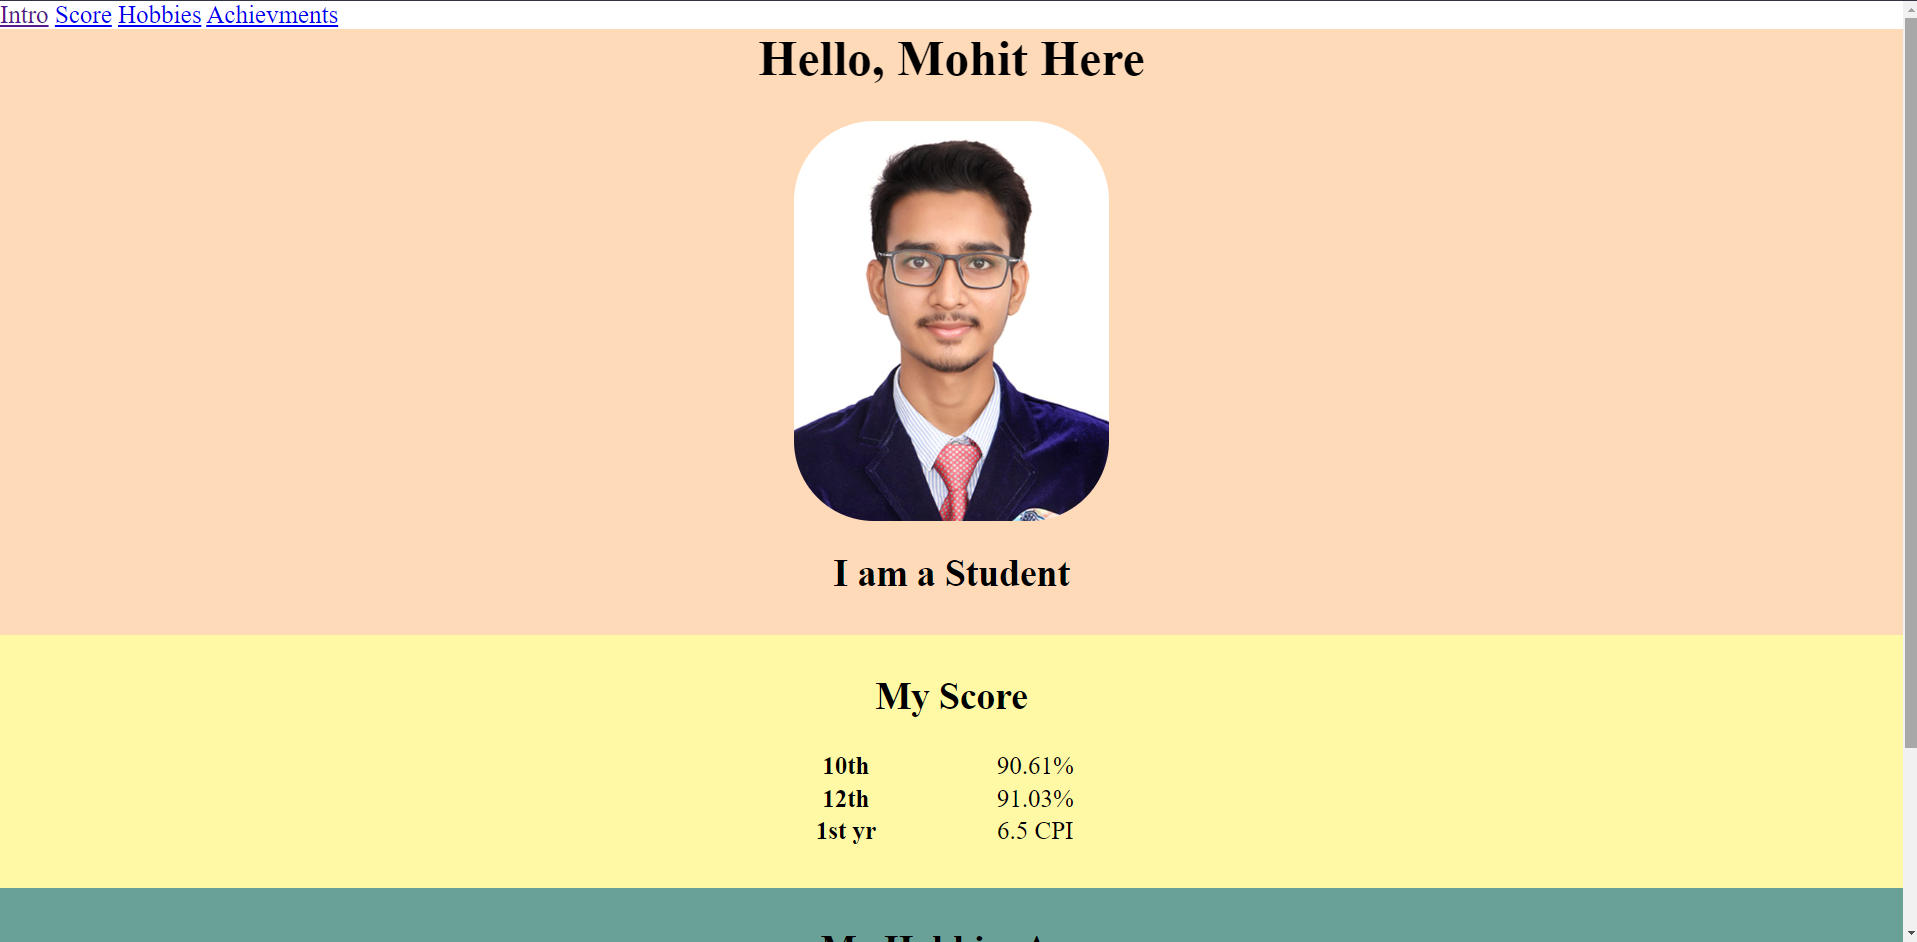 Intro Score Hobbies Achievments
Hello, Mohit Here
I am a Student
My Score
10th 90.61%
12th 91.03%
1st yr 6.5 CPI